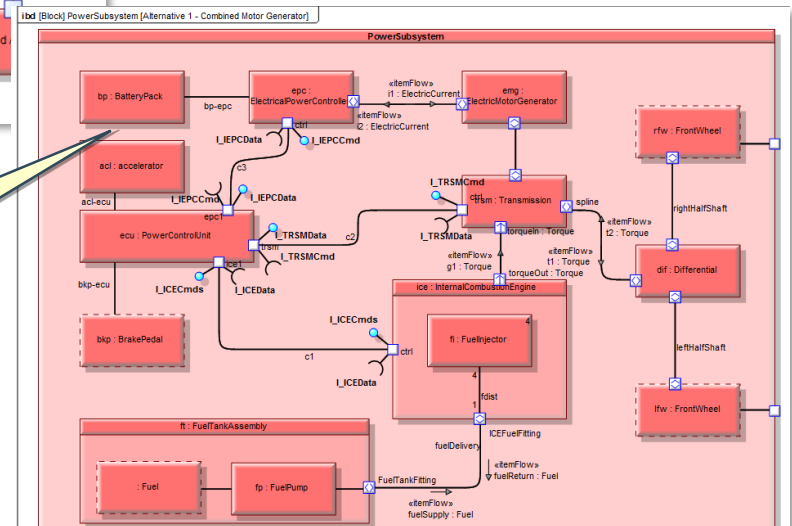 d
ibd [Block] PowerSubsystem [Alternative 1 - Combined Motor Generator]
PowerSubsystem
bp : BatteryPack
bp-epc
epc :
ElectricalPowerControlle
ctrl
«itemFlow»
i1 : ElectricCurrent
«itemFlow»
i2 : ElectricCurrent
emg :
ElectricMotorGenerator
rfw : FrontWheel
I_IEPCData
I_IEPCCmd
c3
acl : accelerator
acl-ecu
I_IEPCCmd
I_IEPCData
epc1
I_TRSMCmd
ctrl
trsm : Transmission
I_TRSMData
spline
rightHalfShaft
«itemFlow»
t2 : Torque
ecu : PowerControlUnit
I_TRSMData
trsm
I_TRSMCmd
c2
torqueIn : Torque
«itemFlow»
g1 : Torque
«itemFlow»
t1 : Torque
torqueOut : Torque
dif : Differential
ice1
I_ICECmds
I_ICEData
bkp-ecu
bkp : BrakePedal
ice : InternalCombustionEngine
4
fi : FuelInjector
4
I_ICECmds
ctrl
c1
I_ICEData
fdist
1
leftHalfShaft
lfw : FrontWheel
ICEFuelFitting
fuelDelivery
ft : FuelTankAssembly
: Fuel
fp : FuelPump
FuelTankFitting
«itemFlow»
fuelReturn : Fuel
«itemFlow»
fuelSupply : Fuel